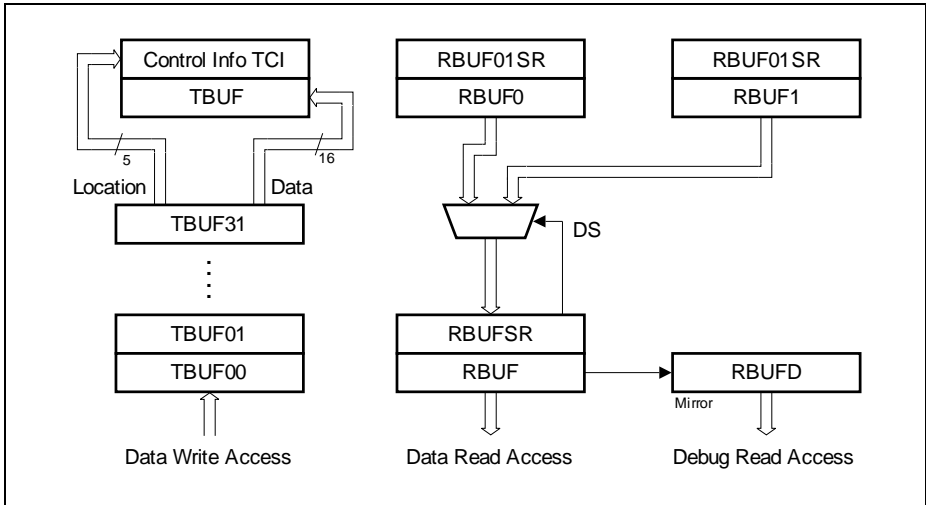 Control Info TCI
TBUF
5
16
Location
Data
TBUF31
TBUF01
TBUF00
Data Write Access
RBUF01SR
RBUF0
RBUF01SR
RBUF1
DS
RBUFSR
RBUF
Mirror
RBUFD
Data Read Access
Debug Read Access